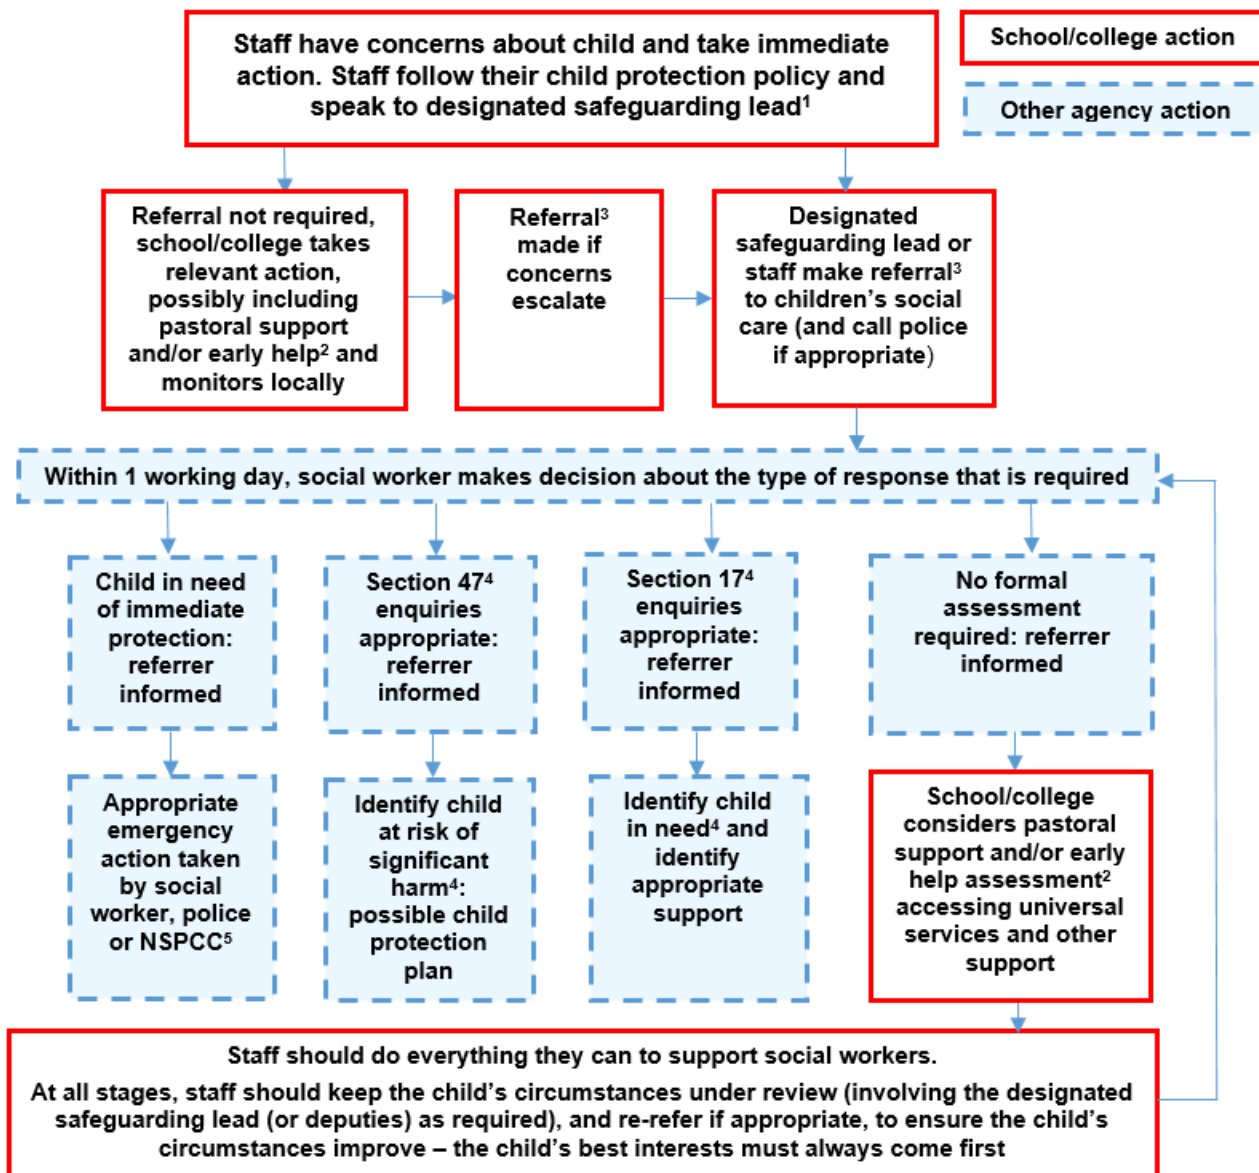 Staff have concerns about child and take immediate
action. Staff follow their child protection policy and
speak to designated safeguarding lead¹
School/college action
Other agency action
Referral not required,
school/college takes
relevant action,
possibly including
pastoral support
and/or early help² and
monitors locally
Referral³
made if
concerns
escalate
Designated
safeguarding lead or
staff make referral³
to children’s social
care (and call police
if appropriate)
Within 1 working day, social worker makes decision about the type of response that is required
Child in need
of immediate
protection:
referrer
informed
Section 47⁴
enquiries
appropriate:
referrer
informed
Section 17⁴
enquiries
appropriate:
referrer
informed
No formal
assessment
required: referrer
informed
Appropriate
emergency
action taken
by social
worker, police
or NSPCC⁵
Identify child
at risk of
significant
harm⁴:
possible child
protection
plan
Identify child
in need⁴ and
identify
appropriate
support
School/college
considers pastoral
support and/or early
help assessment²
accessing universal
services and other
support
Staff should do everything they can to support social workers.
At all stages, staff should keep the child’s circumstances under review (involving the designated
safeguarding lead (or deputies) as required), and re-refer if appropriate, to ensure the child’s
circumstances improve – the child’s best interests must always come first